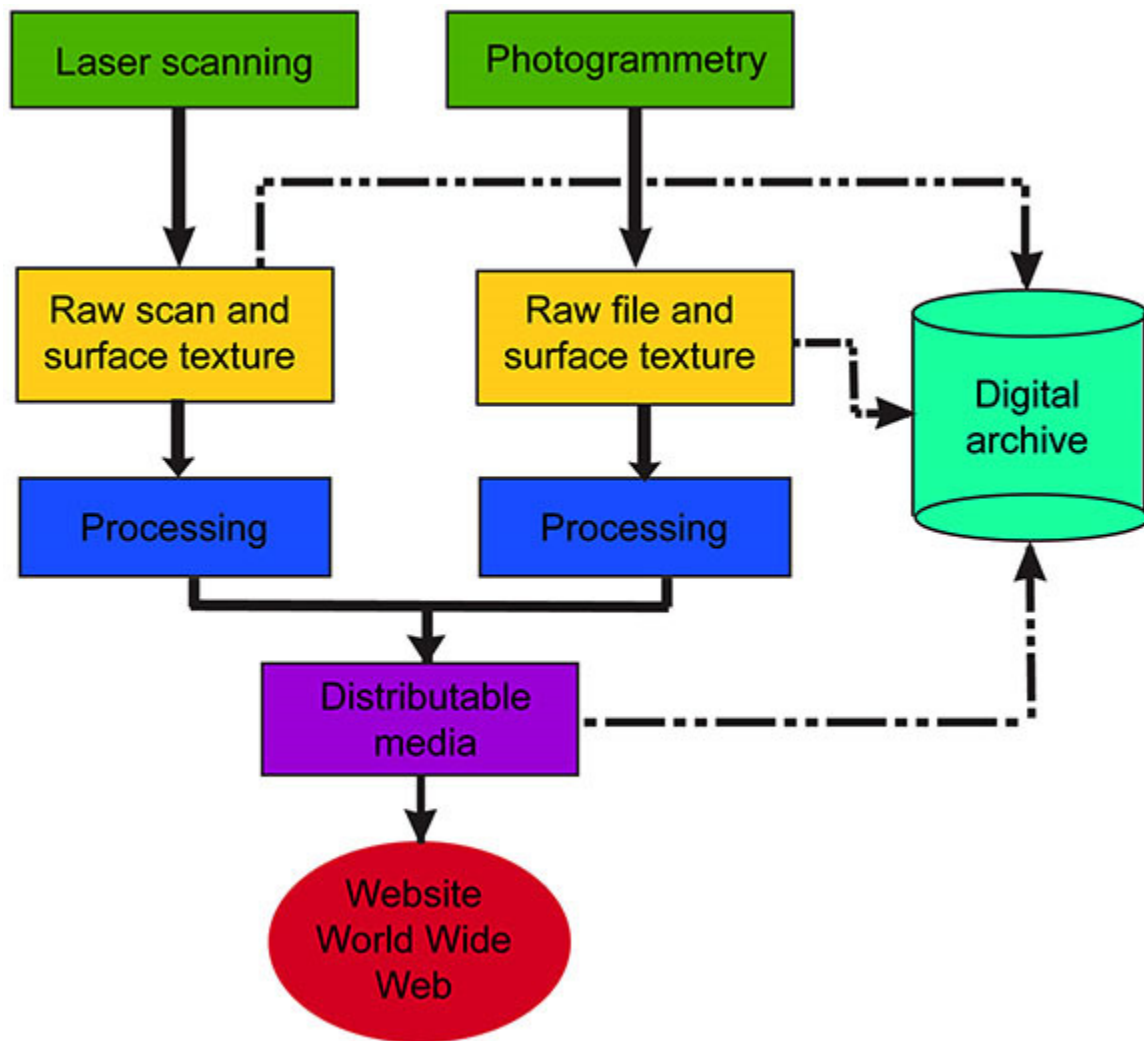 Laser scanning
Photogrammetry
Raw scan and
surface texture
Raw file and
surface texture
Digital
archive
Processing
Processing
Distributable
media
Website
World Wide
Web